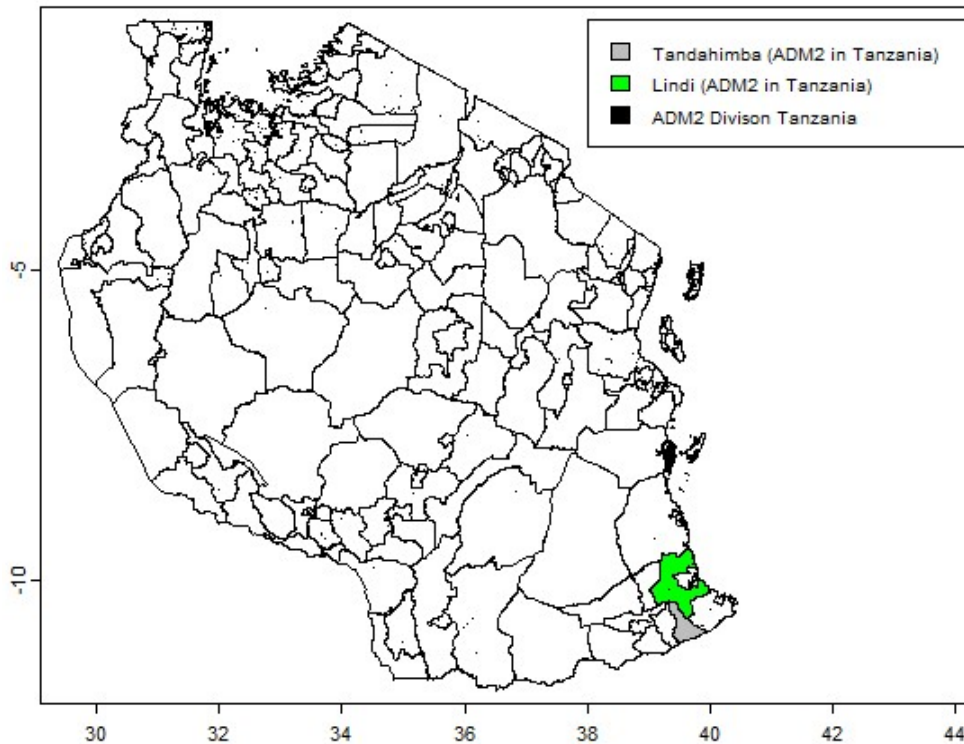 Tandahimba (ADM2 in Tanzania)
Lindi (ADM2 in Tanzania)
ADM2 Divison Tanzania
-5
-10
30 32 34 36 38 40 42 44